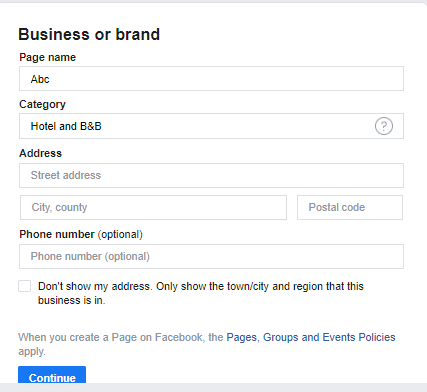 Business or brand
Page name
Abc
Category
Hotel and B&B
?
Address
Street address
City, county
Postal code
Phone number (optional)
Phone number (optional)
Don't show my address. Only show the town/city and region that this
business is in.
When you create a Page on Facebook, the Pages, Groups and Events Policies
apply.
Continue